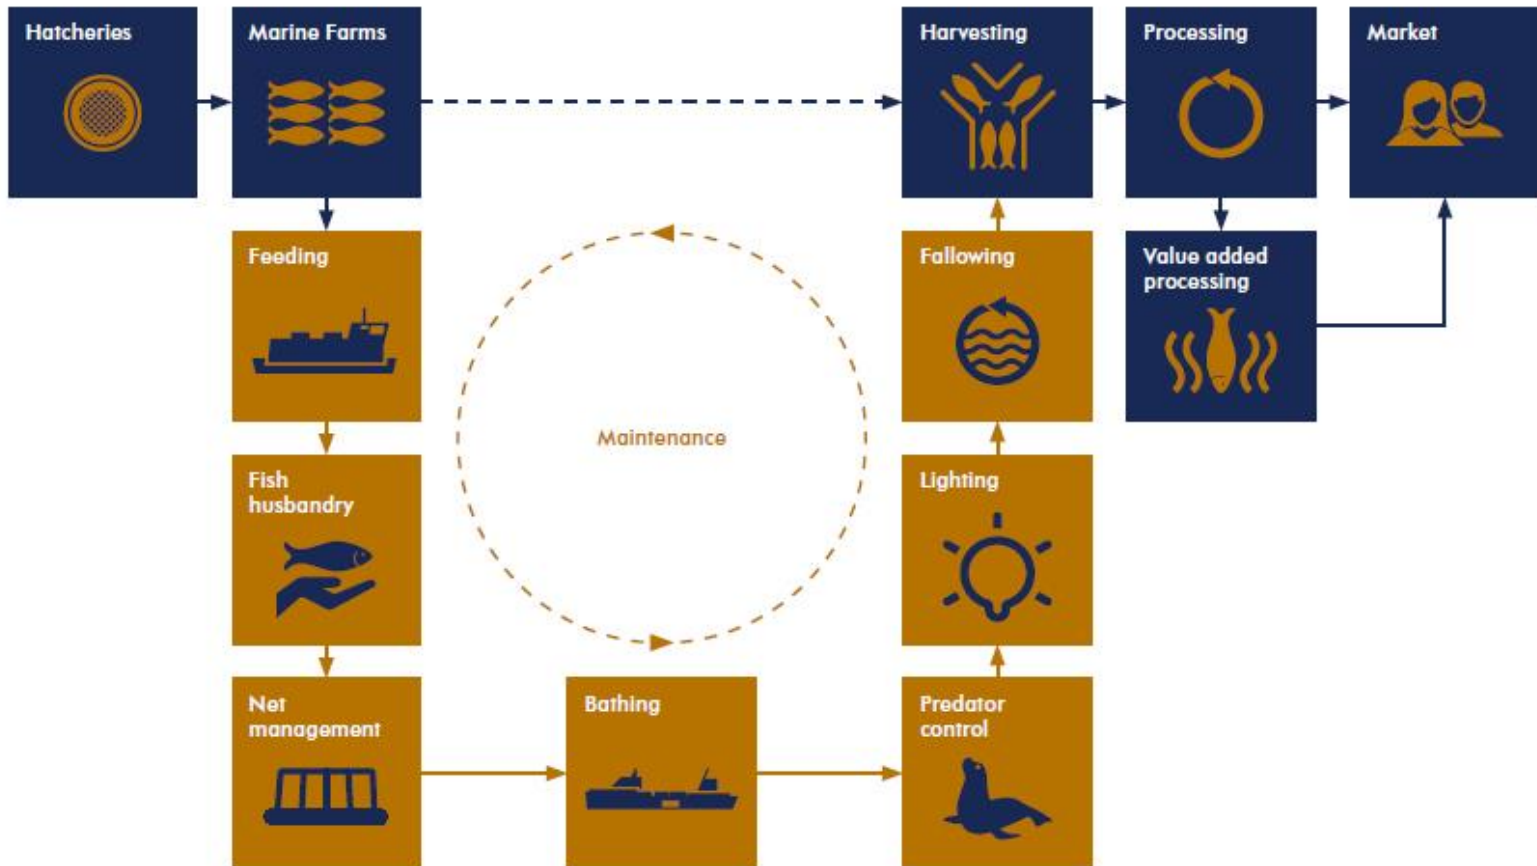 Hatcheries
Marine Farms
Harvesting
Processing
Market
Feeding
Fallowing
Value added
processing
Maintenance
Fish
husbandry
Lighting
Net
management
Bathing
Predator
control